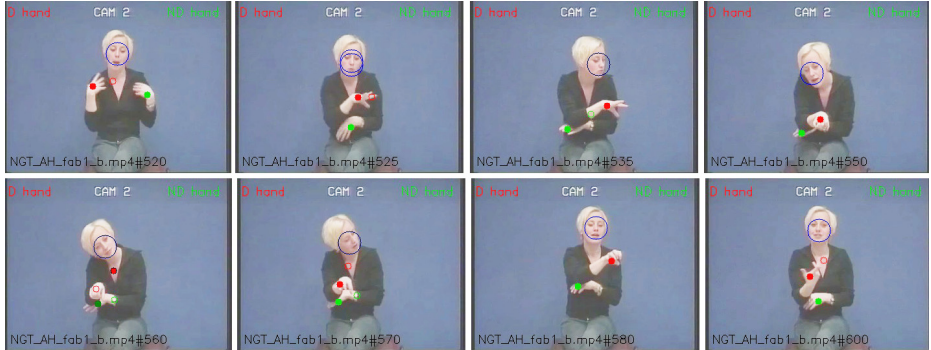 D hand CAM 2 ND hand
NGT_AH_fab1_b.mp4#520
D hand CAM 2 ND hand
NGT_AH_fab1_b.mp4#525
D hand CAM 2 ND hand
NGT_AH_fab1_b.mp4#535
D hand CAM 2 ND hand
NGT_AH_fab1_b.mp4#550
D hand CAM 2 ND hand
NGT_AH_fab1_b.mp4#560
D hand CAM 2 ND hand
NGT_AH_fab1_b.mp4#570
D hand CAM 2 ND hand
NGT_AH_fab1_b.mp4#580
D hand CAM 2 ND hand
NGT_AH_fab1_b.mp4#600